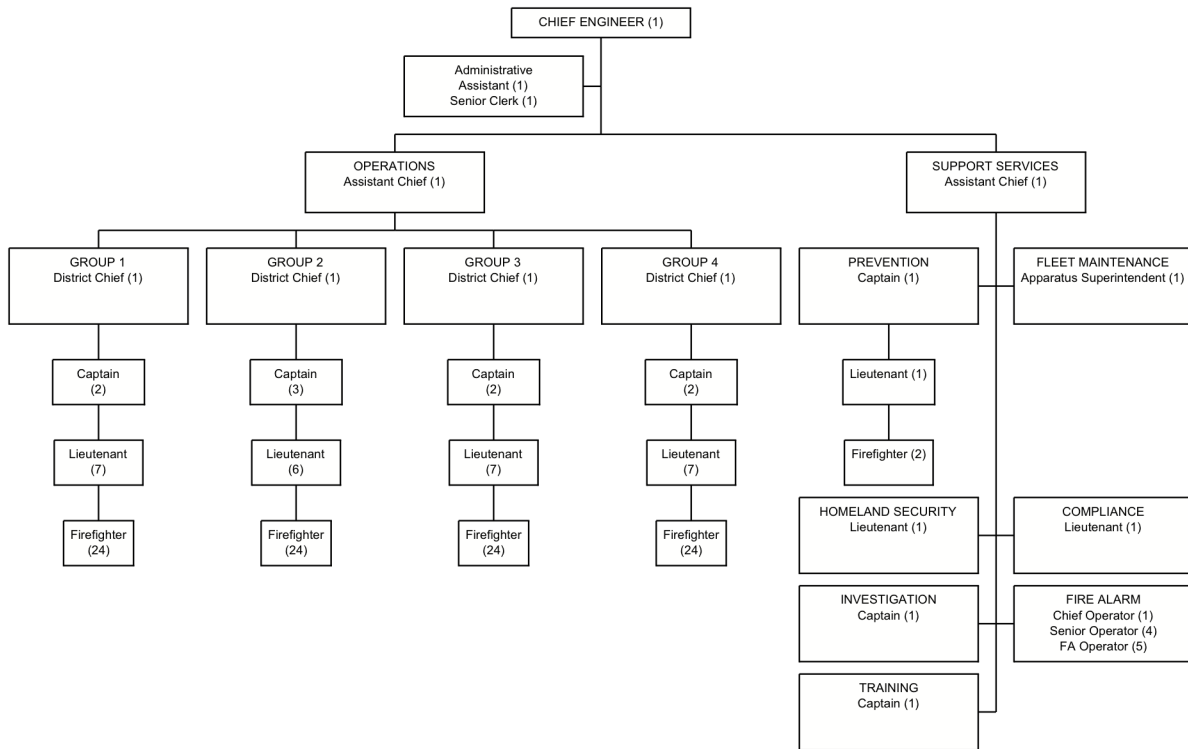 CHIEF ENGINEER (1)
Administrative
Assistant (1)
Senior Clerk (1)
OPERATIONS
Assistant Chief (1)
SUPPORT SERVICES
Assistant Chief (1)
GROUP 1
District Chief (1)
GROUP 2
District Chief (1)
GROUP 3
District Chief (1)
GROUP 4
District Chief (1)
PREVENTION
Captain (1)
FLEET MAINTENANCE
Apparatus Superintendent (1)
Captain
(2)
Captain
(3)
Captain
(2)
Captain
(2)
Lieutenant (1)
Lieutenant
(7)
Lieutenant
(6)
Lieutenant
(7)
Lieutenant
(7)
Firefighter (2)
Firefighter
(24)
Firefighter
(24)
Firefighter
(24)
Firefighter
(24)
HOMELAND SECURITY
Lieutenant (1)
COMPLIANCE
Lieutenant (1)
INVESTIGATION
Captain (1)
FIRE ALARM
Chief Operator (1)
Senior Operator (4)
FA Operator (5)
TRAINING
Captain (1)